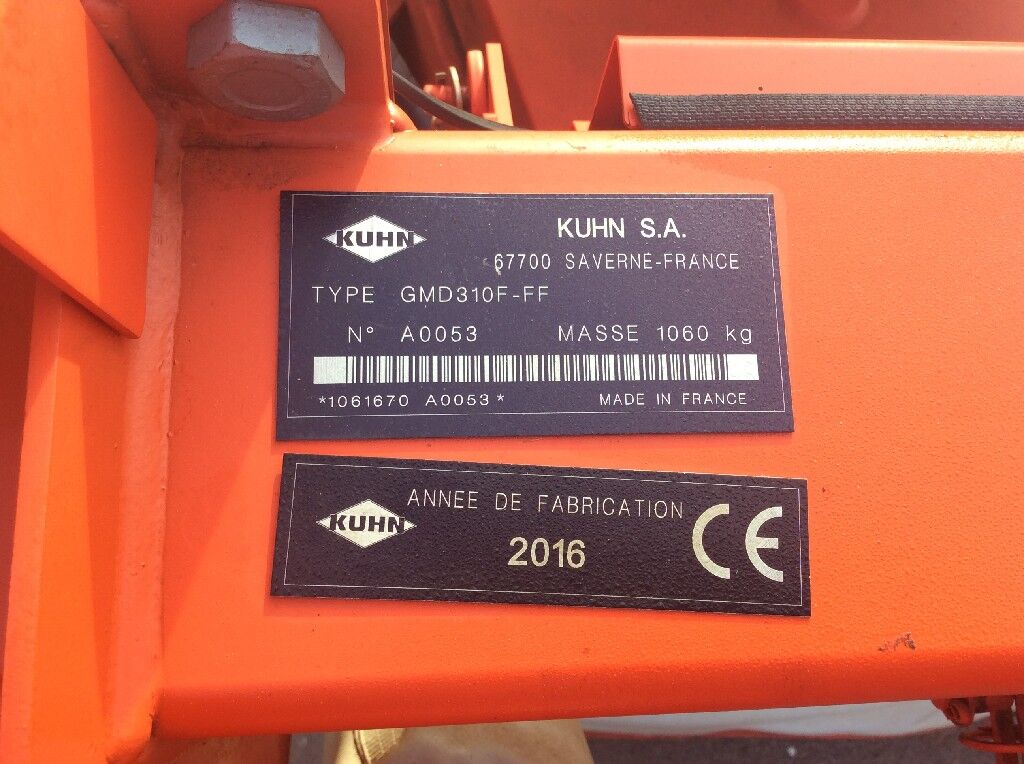 KUHN
KUHN S.A.
67700 SAVERNE-FRANCE
TYPE GMD310F-FF
N° A0053 MASSE 1060 kg
*1061670 A0053*
MADE IN FRANCE
KUHN
ANNEE DE FABRICATION
2016
CE